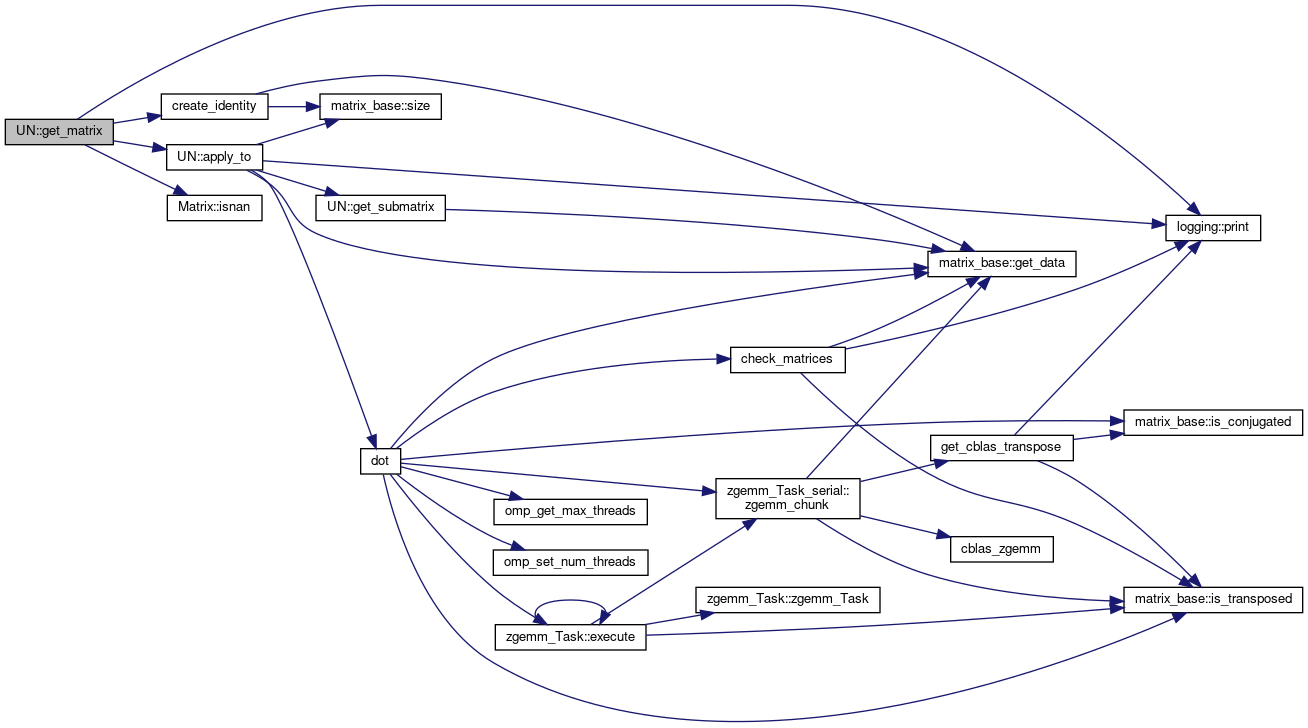 UN::get_matrix
create_identity
matrix_base::size
UN::apply_to
Matrix::isnan
UN::get_submatrix
logging::print
matrix_base::get_data
check_matrices
matrix_base::is_conjugated
get_cblas_transpose
dot
zgemm_Task_serial::
zgemm_chunk
omp_get_max_threads
cblas_zgemm
omp_set_num_threads
zgemm_Task::zgemm_Task
matrix_base::is_transposed
zgemm_Task::execute